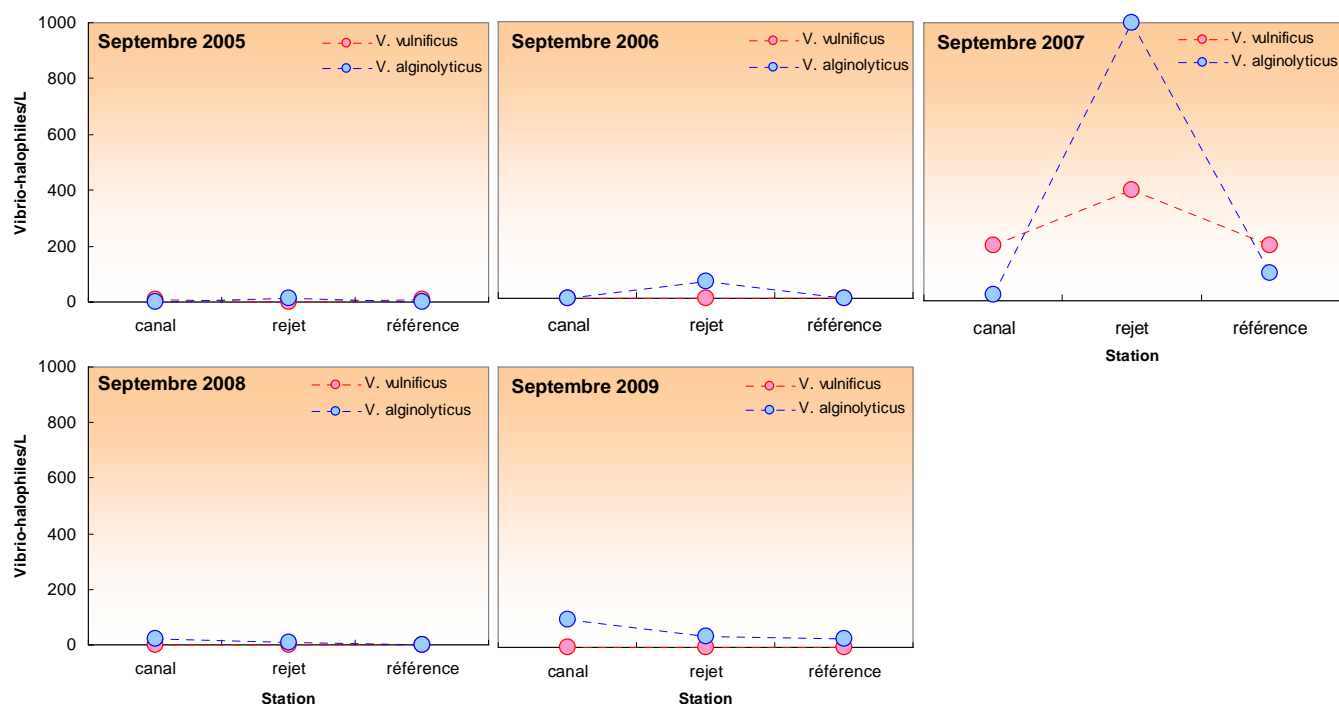 Septembre 2005
V. vulnificus
V. alginolyticus
Vibrio-halophiles/L
1000
800
600
400
200
0
canal
rejet
référence
Septembre 2006
V. vulnificus
V. alginolyticus
canal
rejet
référence
Septembre 2007
V. vulnificus
V. alginolyticus
canal
rejet
référence
Station
Septembre 2008
V. vulnificus
V. alginolyticus
Vibrio-halophiles/L
1000
800
600
400
200
0
canal
rejet
référence
Station
Septembre 2009
V. vulnificus
V. alginolyticus
canal
rejet
référence
Station